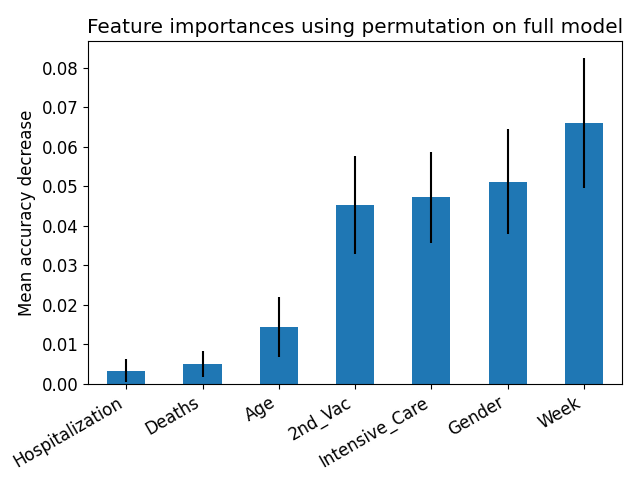 Feature importances using permutation on full model
Mean accuracy decrease
0.08
0.07
0.06
0.05
0.04
0.03
0.02
0.01
0.00
Hospitalization
Deaths
Age
2nd_Vac
Intensive_Care
Gender
Week